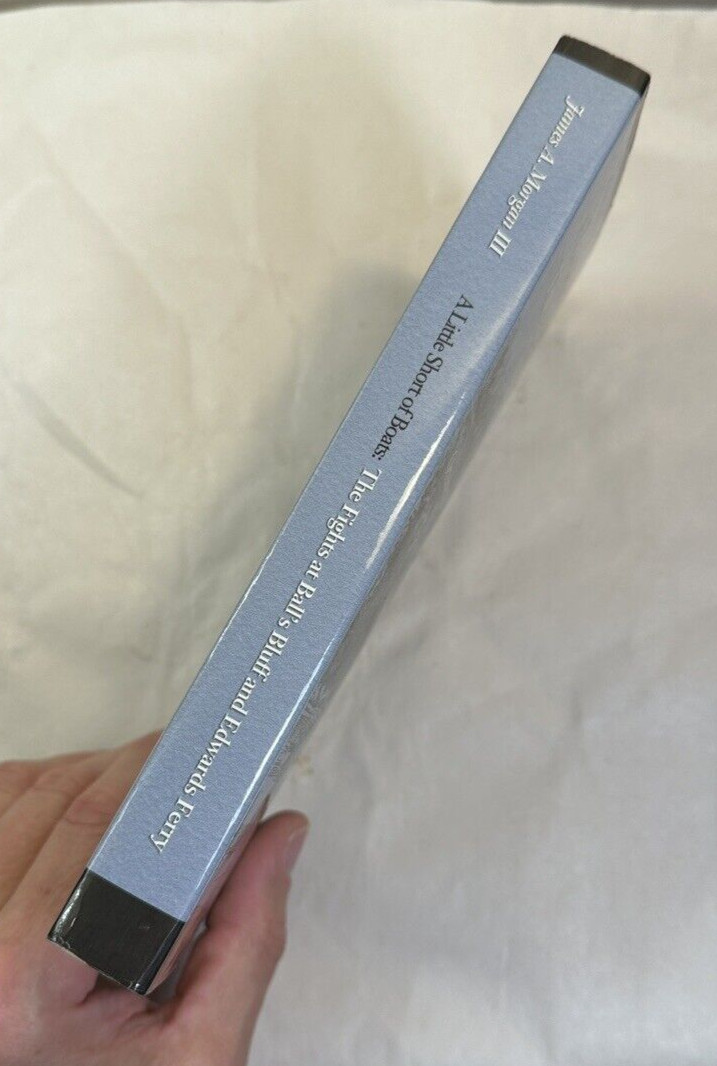 James A. Morgan III A Little Short of Boats: The Fights at Ball's Bluff and Edwards Ferry